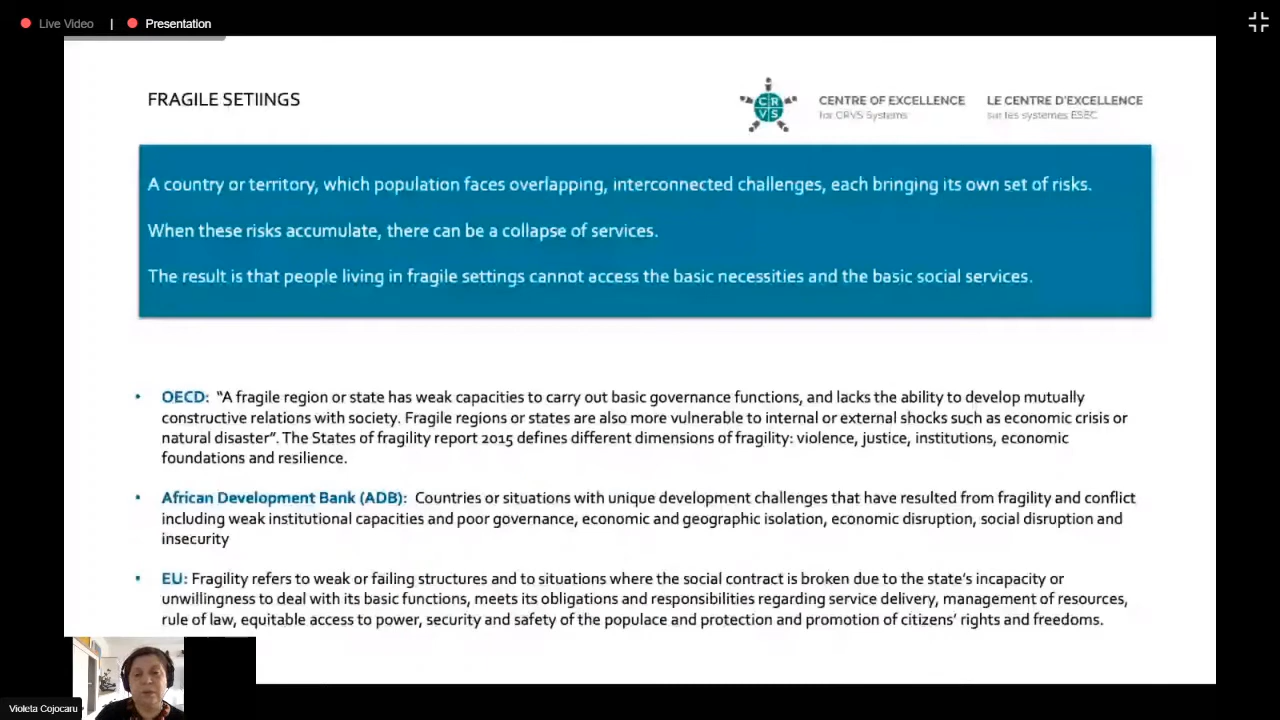 Live Video | Presentation
FRAGILE SETIINGS
CRVS
CENTRE OF EXCELLENCE
for CRVS Systems
LE CENTRE D'EXCELLENCE
sur les systèmes ESEC
A country or territory, which population faces overlapping, interconnected challenges, each bringing its own set of risks.
When these risks accumulate, there can be a collapse of services.
The result is that people living in fragile settings cannot access the basic necessities and the basic social services.
• OECD: “A fragile region or state has weak capacities to carry out basic governance functions, and lacks the ability to develop mutually
constructive relations with society. Fragile regions or states are also more vulnerable to internal or external shocks such as economic crisis or
natural disaster”. The States of fragility report 2015 defines different dimensions of fragility: violence, justice, institutions, economic
foundations and resilience.
• African Development Bank (ADB): Countries or situations with unique development challenges that have resulted from fragility and conflict
including weak institutional capacities and poor governance, economic and geographic isolation, economic disruption, social disruption and
insecurity
• EU: Fragility refers to weak or failing structures and to situations where the social contract is broken due to the state’s incapacity or
unwillingness to deal with its basic functions, meets its obligations and responsibilities regarding service delivery, management of resources,
rule of law, equitable access to power, security and safety of the populace and protection and promotion of citizens’ rights and freedoms.
Violeta Cojocaru